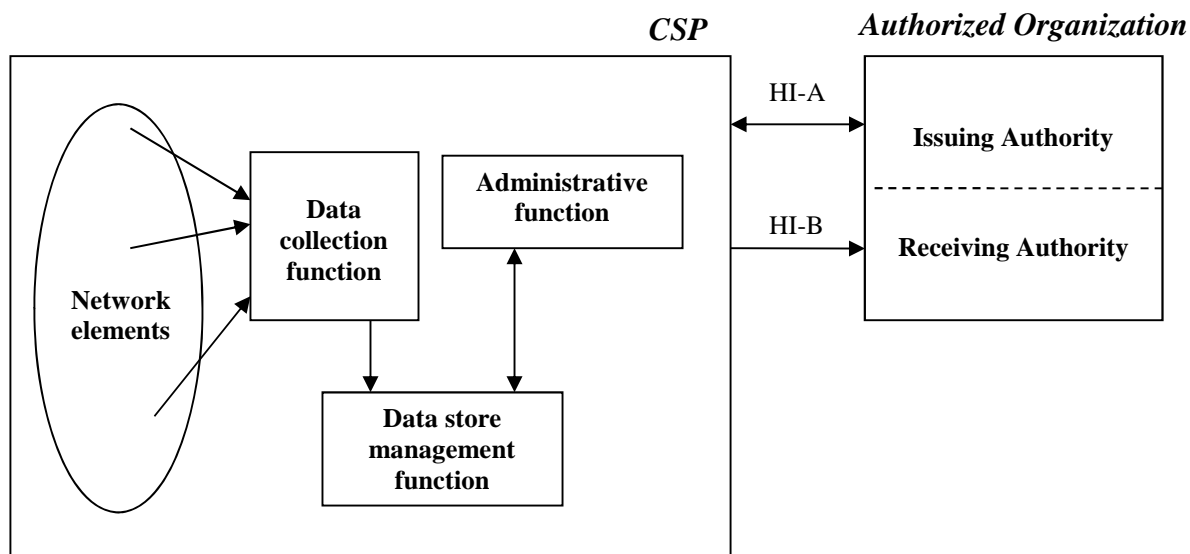 CSP
Authorized Organization
HI-A
Issuing Authority
HI-B
Receiving Authority
Network
elements
Data
collection
function
Administrative
function
Data store
management
function